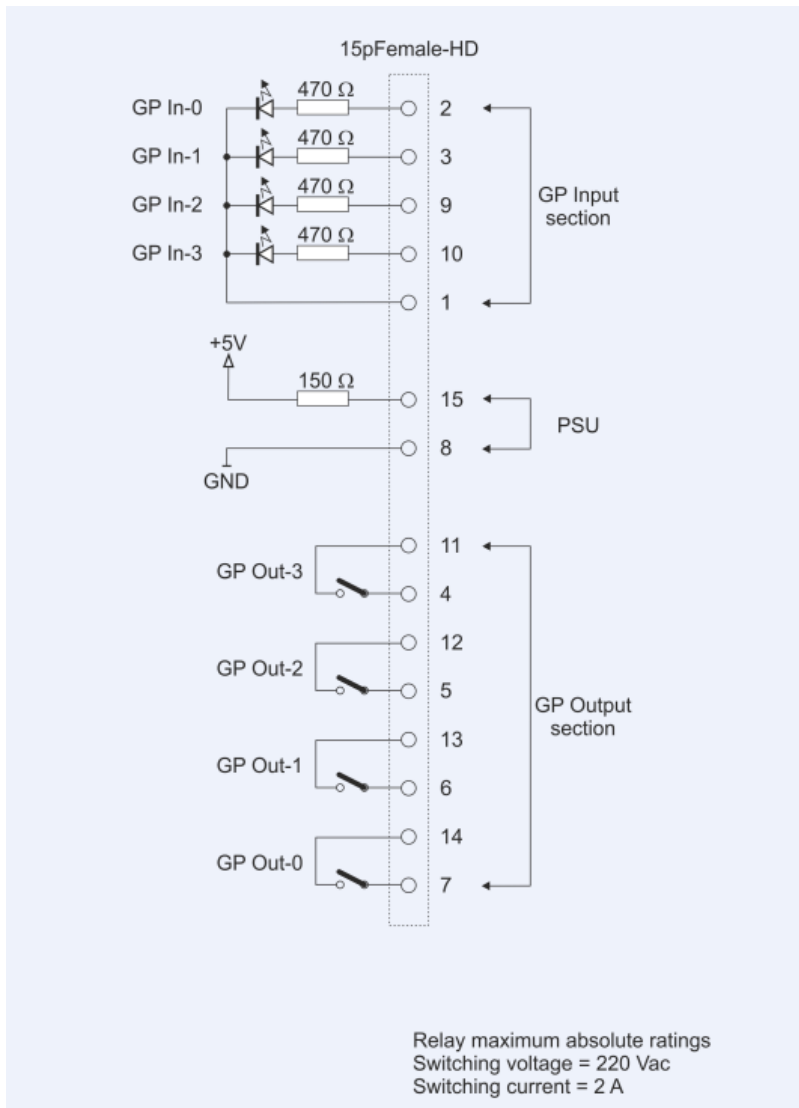 15pFemale-HD
GP In-0 470 Ω 2
GP In-1 470 Ω 3
GP In-2 470 Ω 9
GP In-3 470 Ω 10
GP Input
section
1
+5V
150 Ω 15
PSU
8
GND
11
GP Out-3
4
12
GP Out-2
5
GP Output
section
13
GP Out-1
6
14
GP Out-0
7
Relay maximum absolute ratings
Switching voltage = 220 Vac
Switching current = 2 A